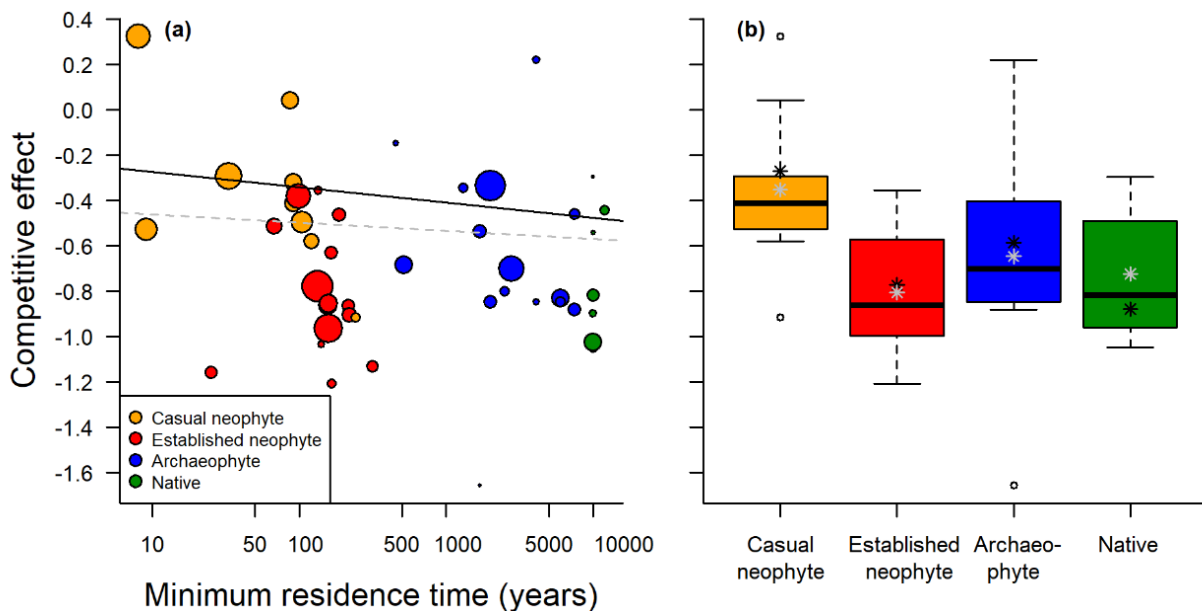 (a)
(b)
Competitive effect
0.4
0.2
0.0
-0.2
-0.4
-0.6
-0.8
-1.0
-1.2
-1.4
-1.6
Casual neophyte
Established neophyte
Archaeophyte
Native
10 50 100 500 1000 5000 10000
Minimum residence time (years)
Casual
neophyte
Established
neophyte
Archaeo-
phyte
Native